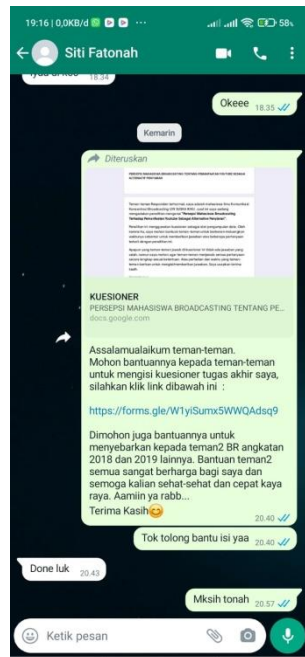 19:16 | 0,0KB/d
58%
Siti Fatonah
18.34
Okeee 18.35
Kemarin
Diteruskan
KUESIONER
PERSEPSI MAHASISWA BROADCASTING TENTANG PE...
docs.google.com
Assalamualaikum teman-teman.
Mohon bantuannya kepada teman-teman
untuk mengisi kuesioner tugas akhir saya,
silahkan klik link dibawah ini :
https://forms.gle/W1yiSumx5WWQAdsq9
Dimohon juga bantuannya untuk
menyebarkan kepada teman2 BR angkatan
2018 dan 2019 lainnya. Bantuan teman2
semua sangat berharga bagi saya dan
semoga kalian sehat-sehat dan cepat kaya
raya. Aamiin ya rabb...
Terima Kasih😊
20.40
Tok tolong bantu isi yaa 20.40
Done luk 20.43
Mksih tonah 20.57
Ketik pesan